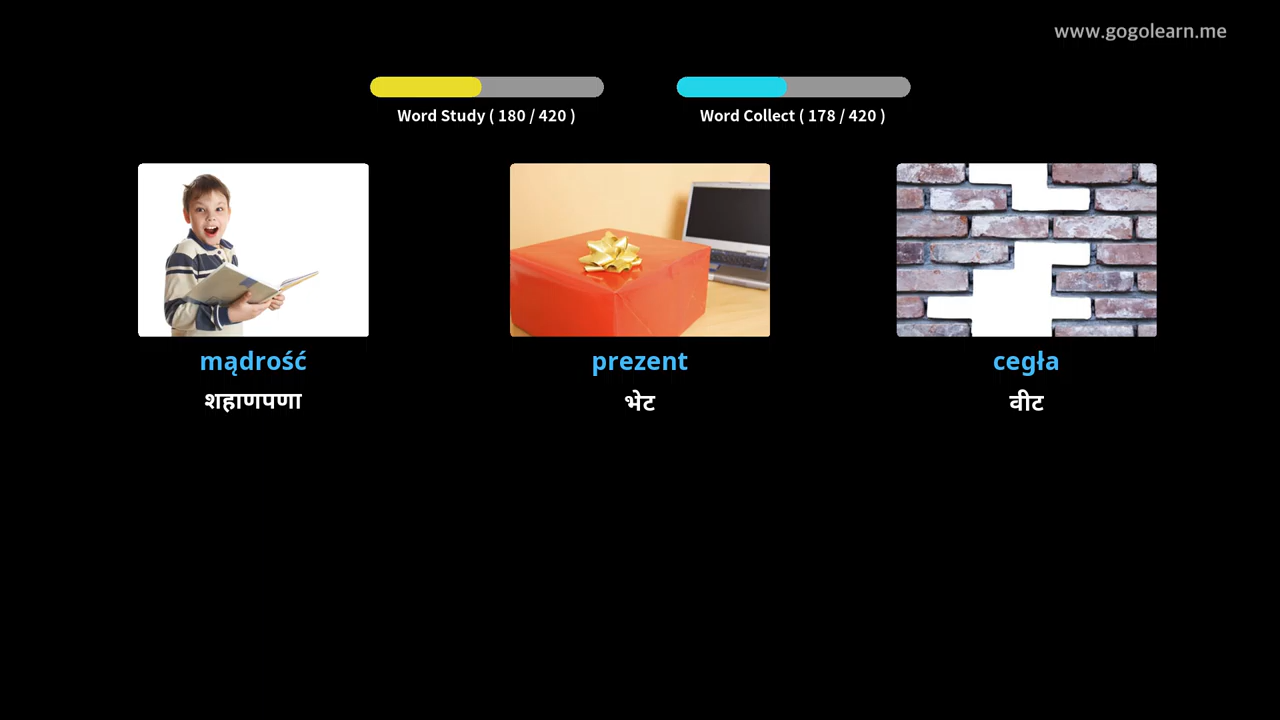 www.gogolearn.me
Word Study ( 180 / 420 )
Word Collect ( 178 / 420 )
mądrość
prezent
cegła
शहाणपणा
भेट
वीट